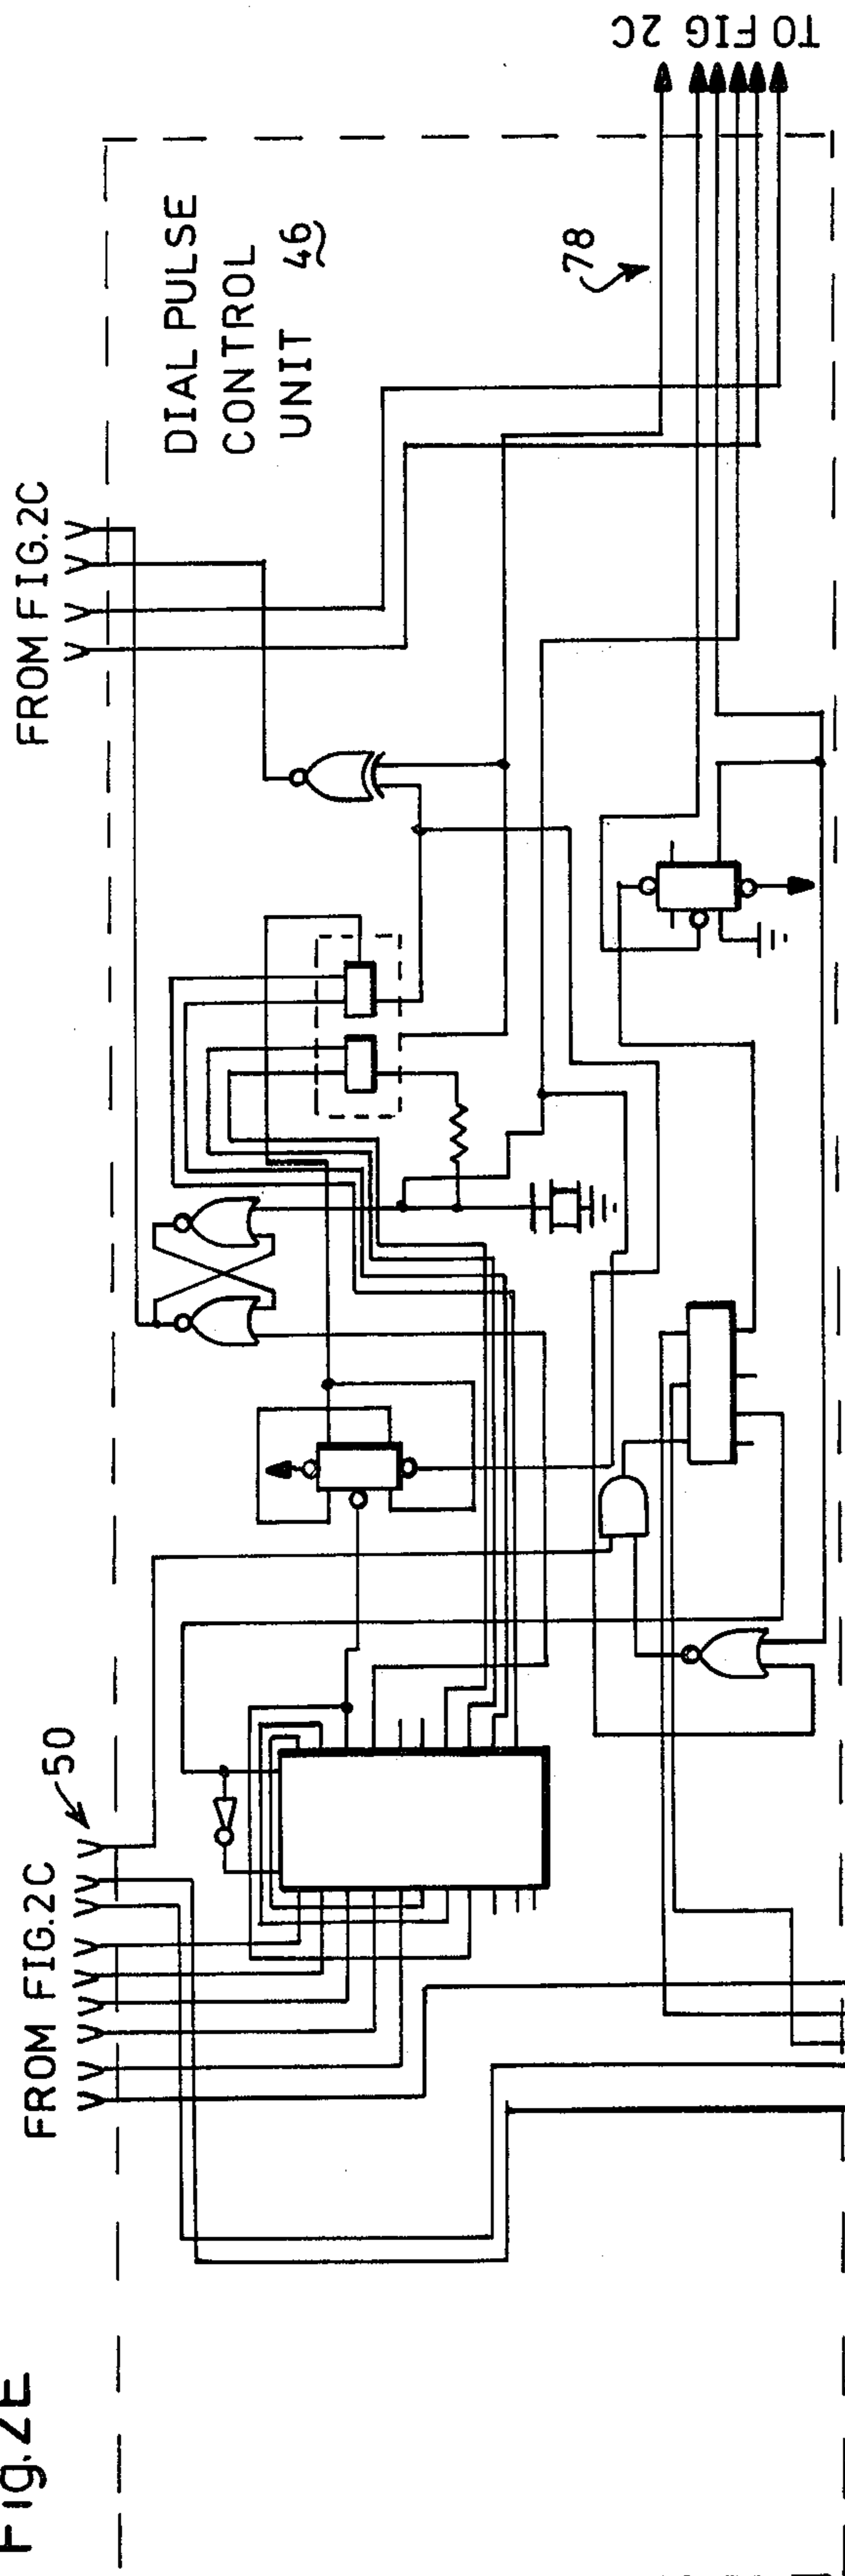 Fig. 2E
FROM FIG. 2C
50
FROM FIG. 2C
DIAL PULSE
CONTROL
UNIT 46
78
TO FIG 2C